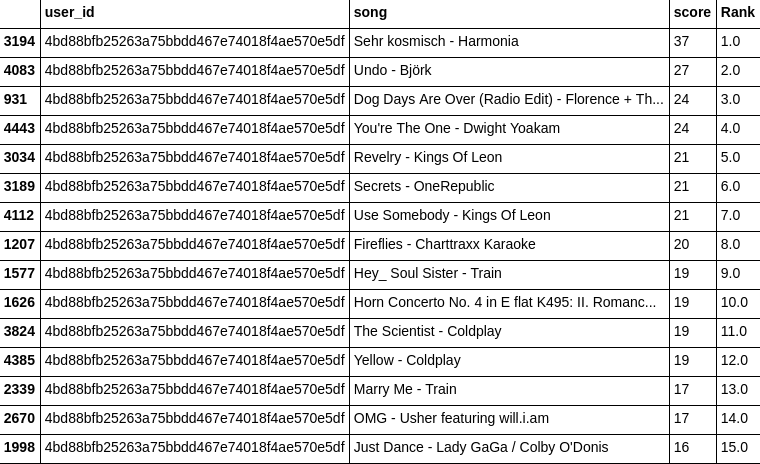 user_id song score Rank
3194 4bd88bfb25263a75bbdd467e74018f4ae570e5df Sehr kosmisch - Harmonia 37 1.0
4083 4bd88bfb25263a75bbdd467e74018f4ae570e5df Undo - Björk 27 2.0
931 4bd88bfb25263a75bbdd467e74018f4ae570e5df Dog Days Are Over (Radio Edit) - Florence + Th... 24 3.0
4443 4bd88bfb25263a75bbdd467e74018f4ae570e5df You're The One - Dwight Yoakam 24 4.0
3034 4bd88bfb25263a75bbdd467e74018f4ae570e5df Revelry - Kings Of Leon 21 5.0
3189 4bd88bfb25263a75bbdd467e74018f4ae570e5df Secrets - OneRepublic 21 6.0
4112 4bd88bfb25263a75bbdd467e74018f4ae570e5df Use Somebody - Kings Of Leon 21 7.0
1207 4bd88bfb25263a75bbdd467e74018f4ae570e5df Fireflies - Charttraxx Karaoke 20 8.0
1577 4bd88bfb25263a75bbdd467e74018f4ae570e5df Hey_ Soul Sister - Train 19 9.0
1626 4bd88bfb25263a75bbdd467e74018f4ae570e5df Horn Concerto No. 4 in E flat K495: II. Romanc... 19 10.0
3824 4bd88bfb25263a75bbdd467e74018f4ae570e5df The Scientist - Coldplay 19 11.0
4385 4bd88bfb25263a75bbdd467e74018f4ae570e5df Yellow - Coldplay 19 12.0
2339 4bd88bfb25263a75bbdd467e74018f4ae570e5df Marry Me - Train 17 13.0
2670 4bd88bfb25263a75bbdd467e74018f4ae570e5df OMG - Usher featuring will.i.am 17 14.0
1998 4bd88bfb25263a75bbdd467e74018f4ae570e5df Just Dance - Lady GaGa / Colby O'Donis 16 15.0